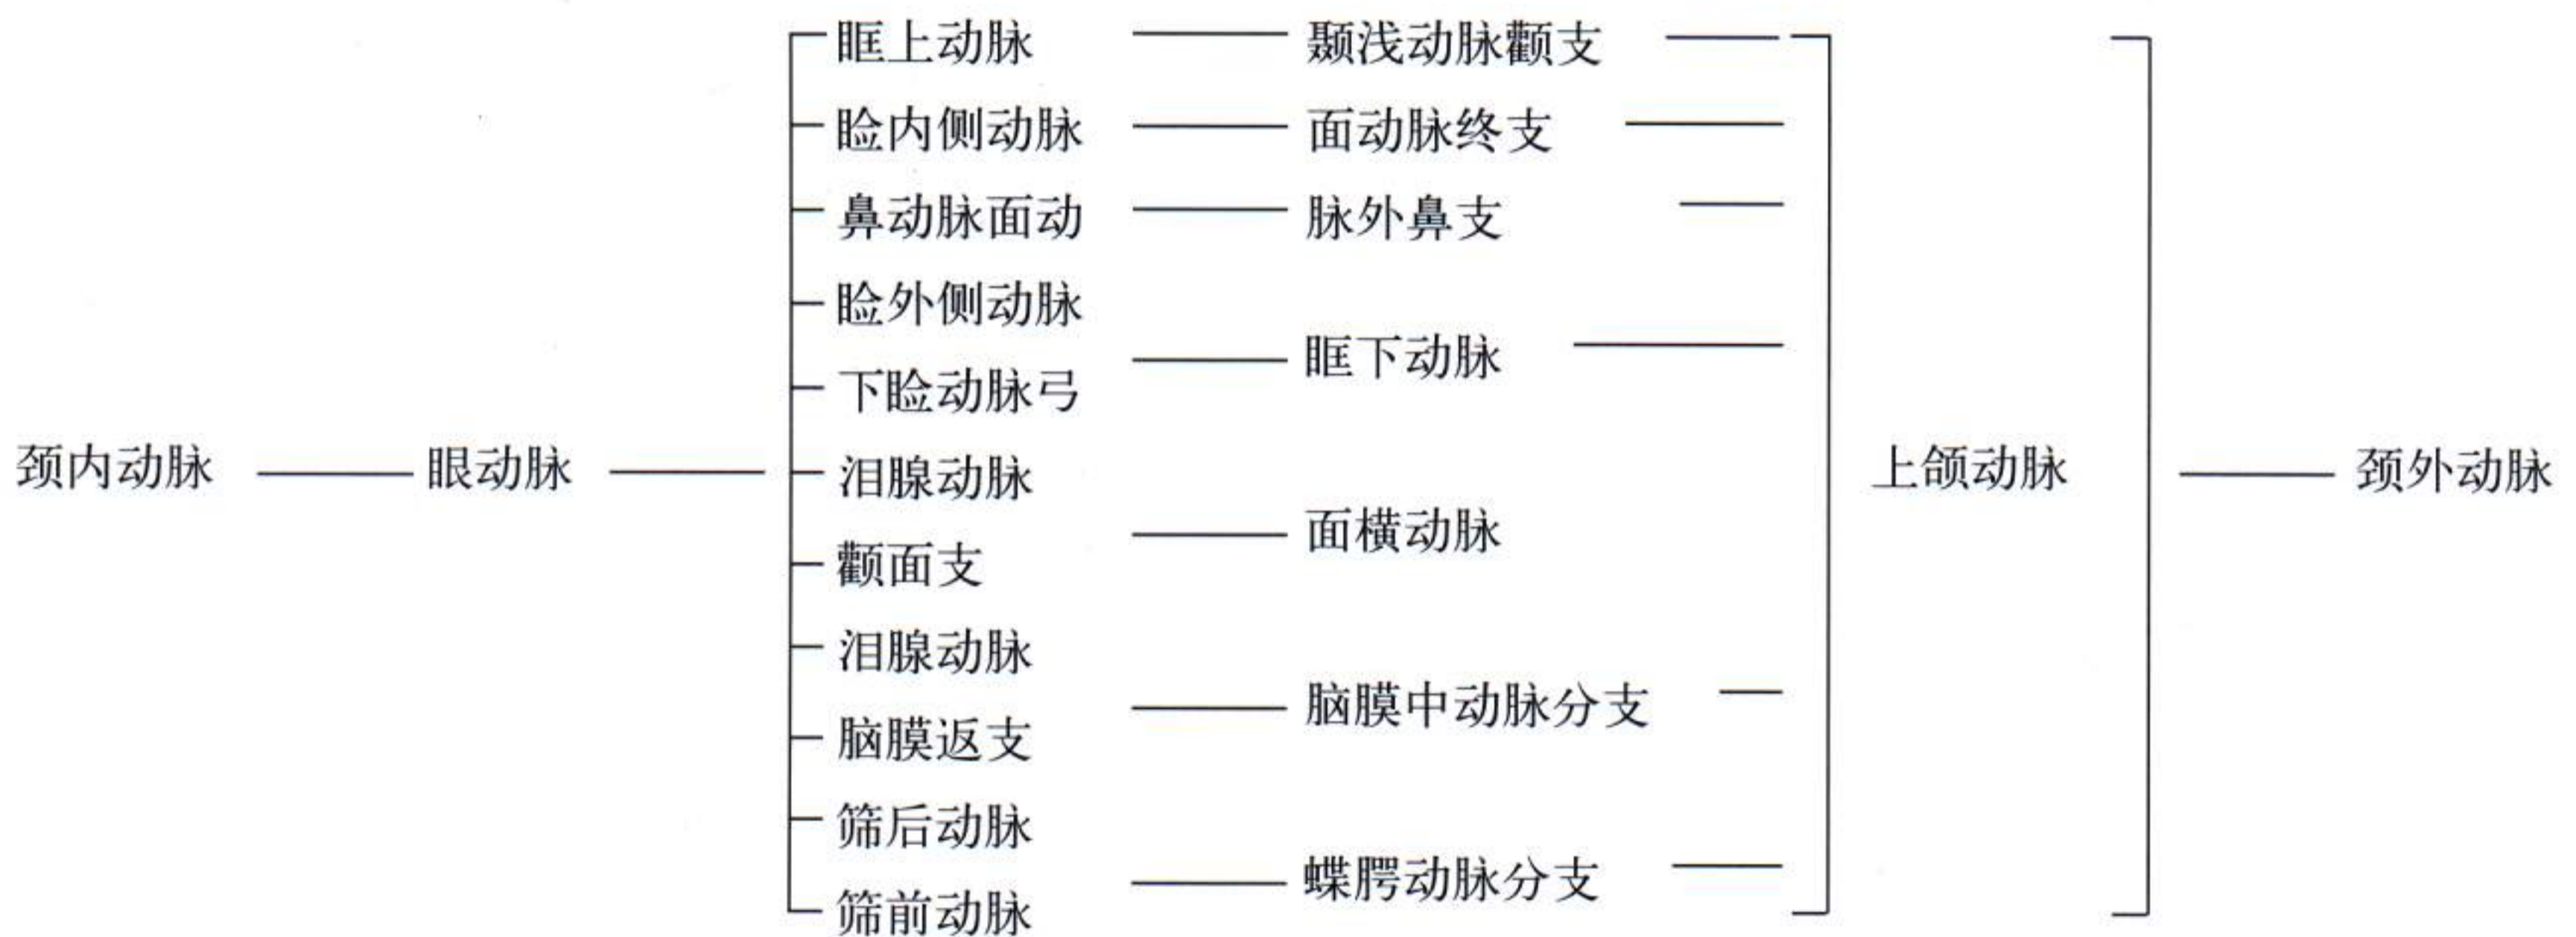 眶上动脉 颞浅动脉颧支
睑内侧动脉 面动脉终支
鼻动脉面动 脉外鼻支
睑外侧动脉
眶下动脉
下睑动脉弓
颈内动脉 眼动脉 泪腺动脉 上颌动脉 颈外动脉
面横动脉
颧面支
泪腺动脉
脑膜中动脉分支
脑膜返支
筛后动脉
蝶腭动脉分支
筛前动脉